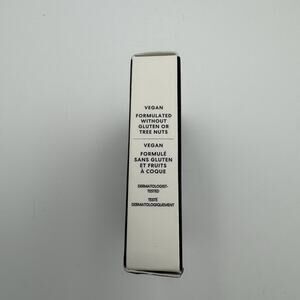 VEGAN
FORMULATED
WITHOUT
GLUTEN OR
TREE NUTS
VEGAN
FORMULÉ
SANS GLUTEN
ET FRUITS
À COQUE
DERMATOLOGIST-
TESTED
TESTÉ
DERMATOLOGIQUEMENT